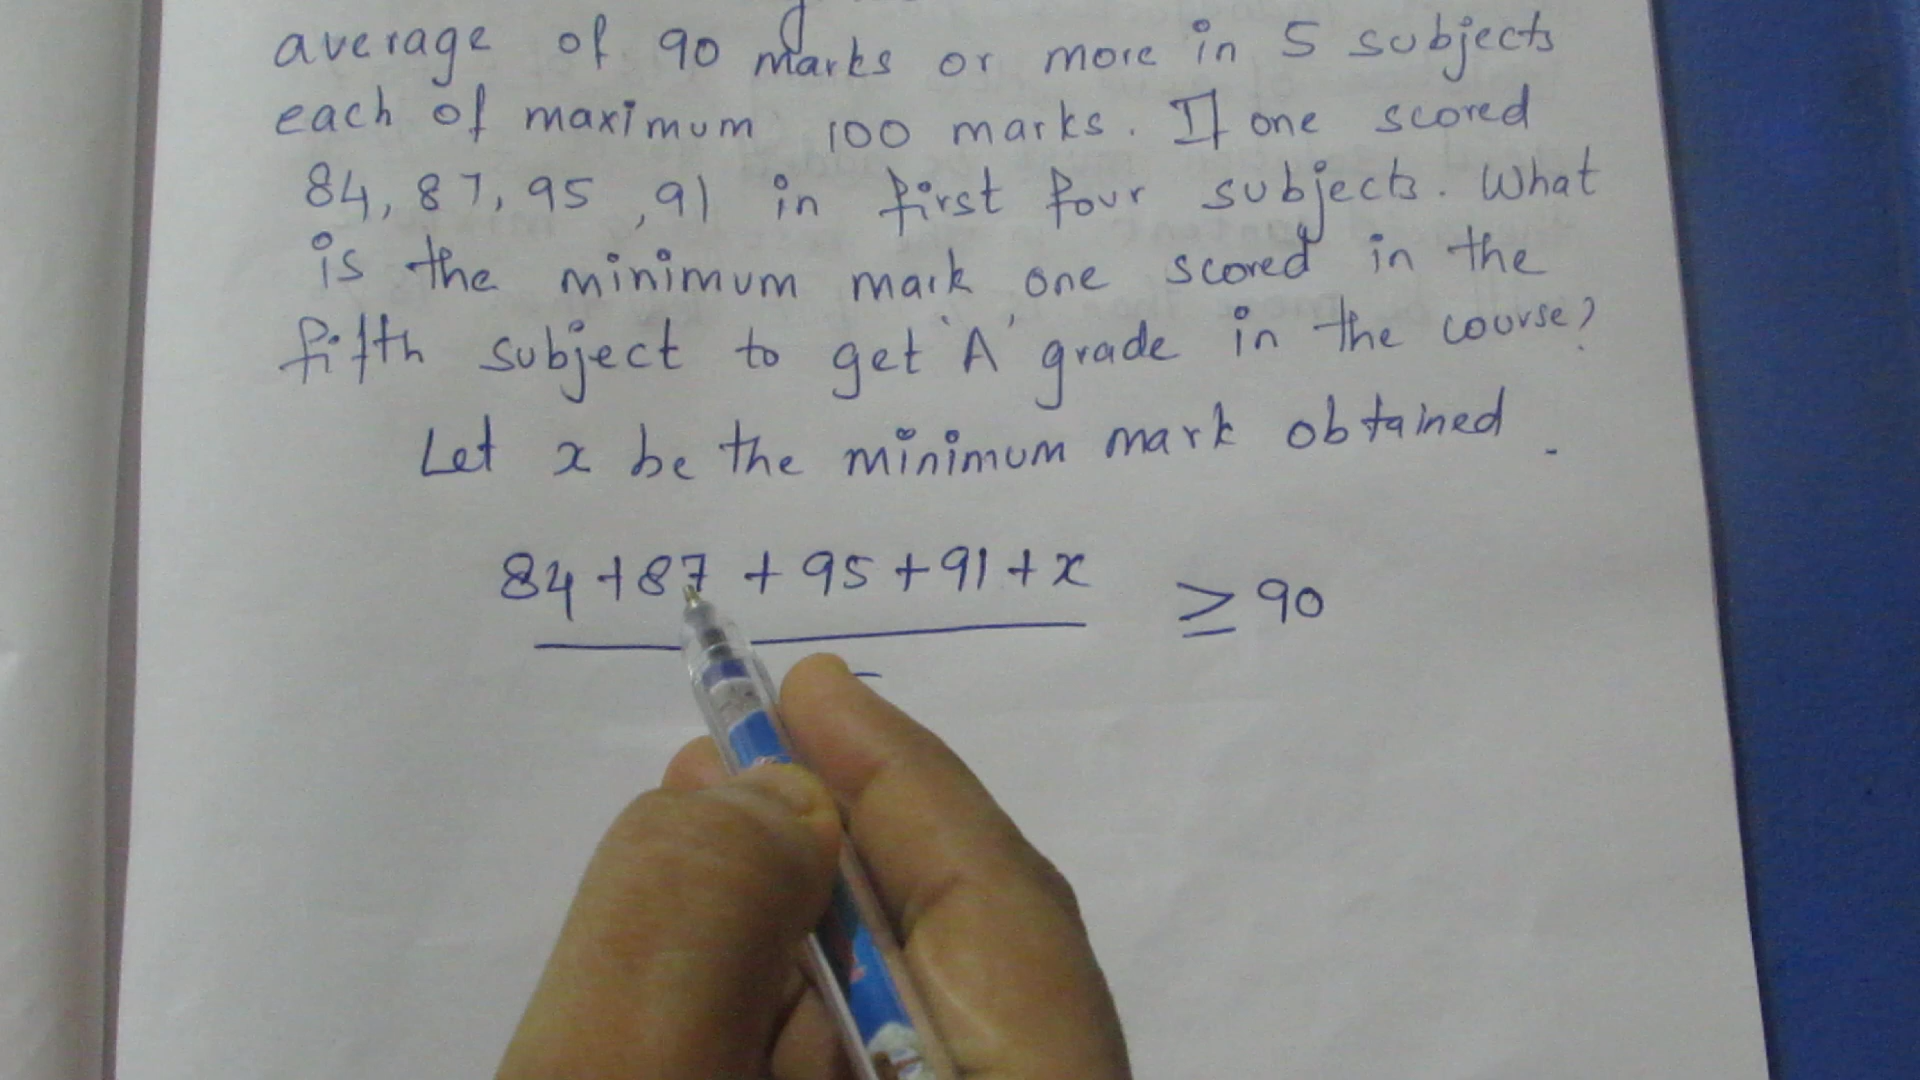 average of 90 marks or more in 5 subjects
each of maximum 100 marks. If one scored
84, 87, 95, 91 in first four subjects. What
is the minimum mark one scored in the
fifth subject to get 'A' grade in the course?
Let x be the minimum mark obtained.
84 + 87 + 95 + 91 + x ≥ 90